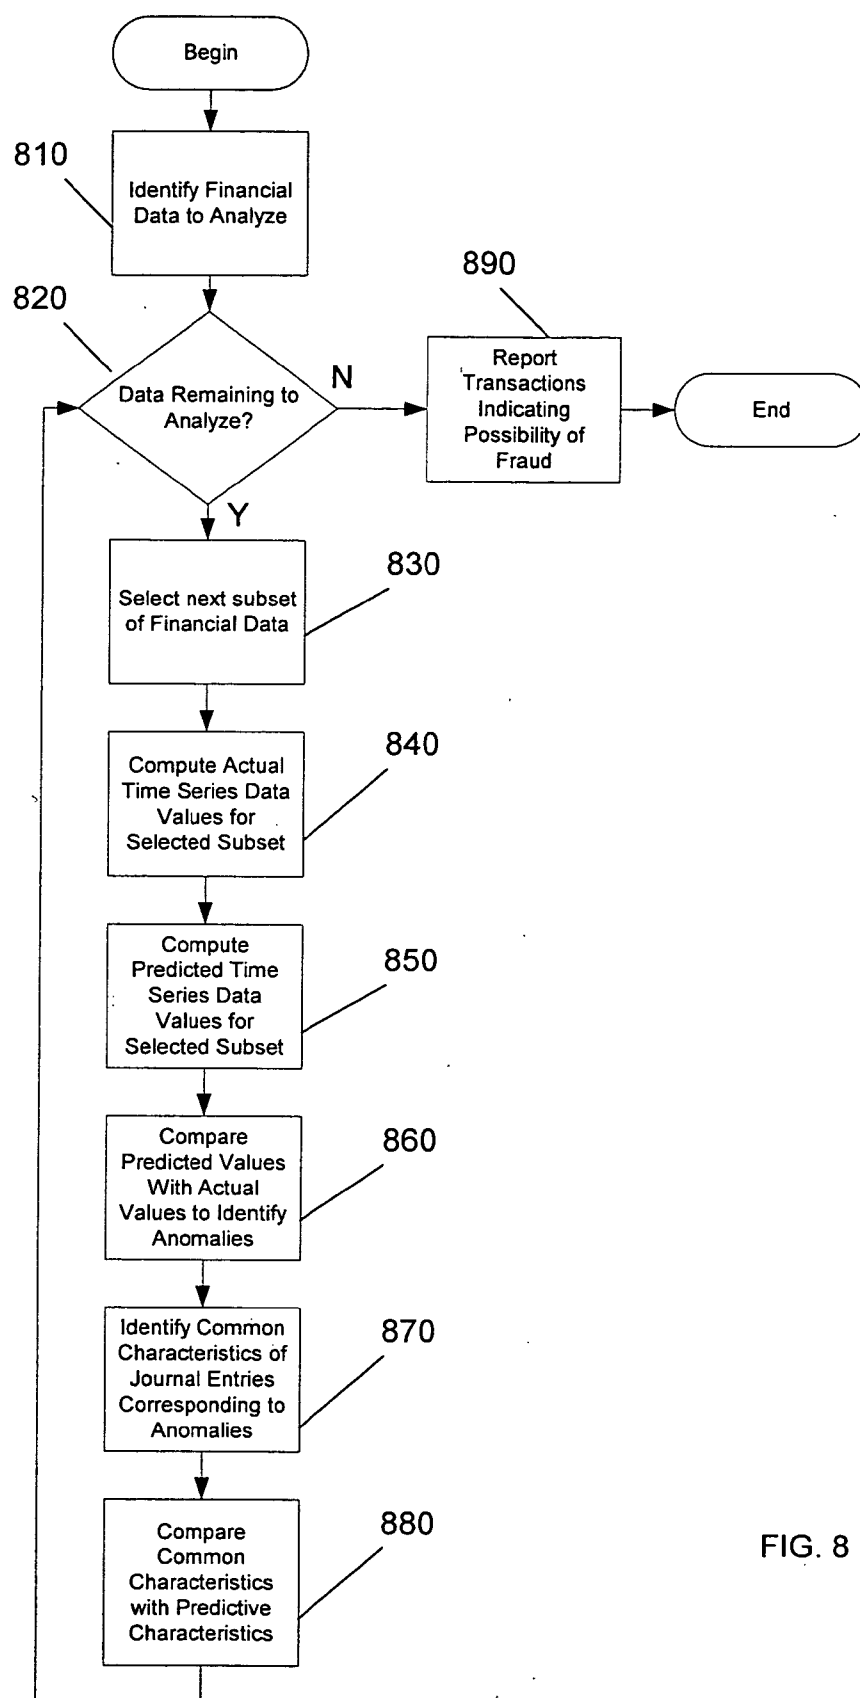 Begin
810
Identify Financial
Data to Analyze
820
Data Remaining to
Analyze?
N
890
Report
Transactions
Indicating
Possibility of
Fraud
End
Y
830
Select next subset
of Financial Data
840
Compute Actual
Time Series Data
Values for
Selected Subset
850
Compute
Predicted Time
Series Data
Values for
Selected Subset
860
Compare
Predicted Values
With Actual
Values to Identify
Anomalies
870
Identify Common
Characteristics of
Journal Entries
Corresponding to
Anomalies
880
Compare
Common
Characteristics
with Predictive
Characteristics
FIG. 8